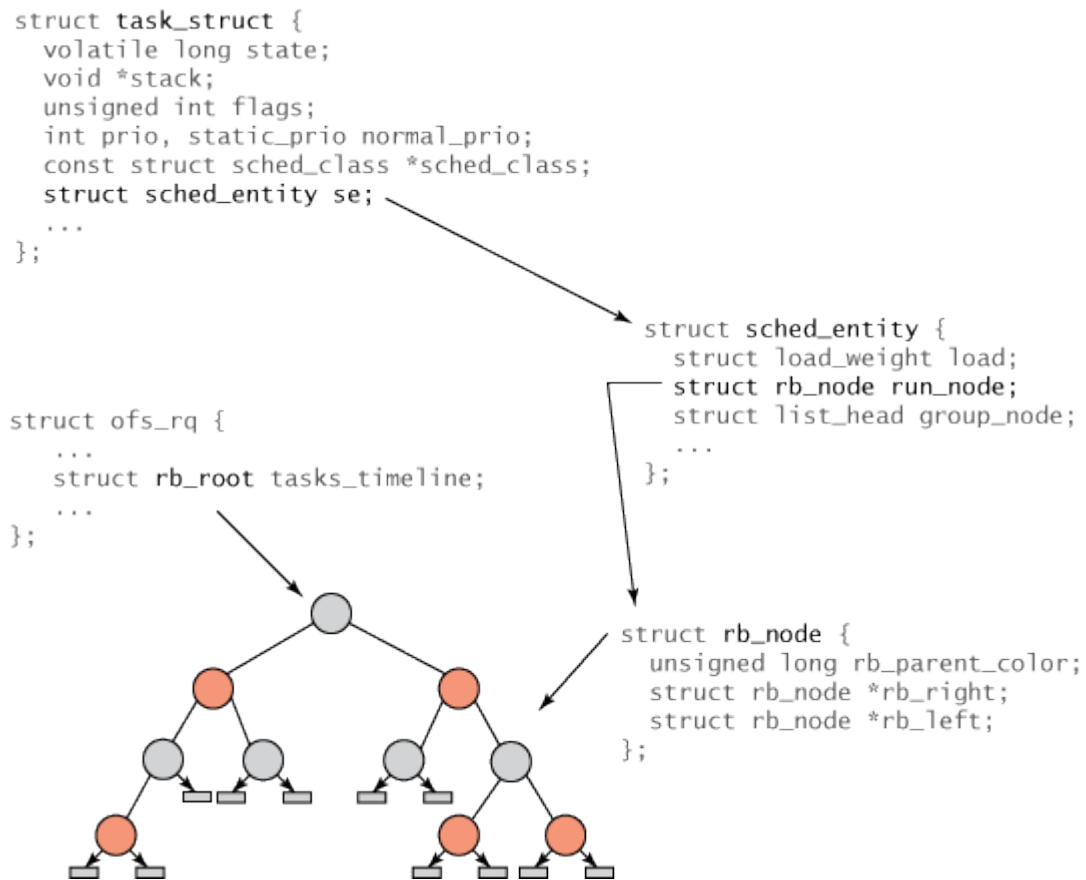 struct task_struct {
volatile long state;
void *stack;
unsigned int flags;
int prio, static_prio normal_prio;
const struct sched_class *sched_class;
struct sched_entity se;
...
};
struct sched_entity {
struct load_weight load;
struct rb_node run_node;
struct list_head group_node;
...
};
struct ofs_rq {
...
struct rb_root tasks_timeline;
...
};
struct rb_node {
unsigned long rb_parent_color;
struct rb_node *rb_right;
struct rb_node *rb_left;
};